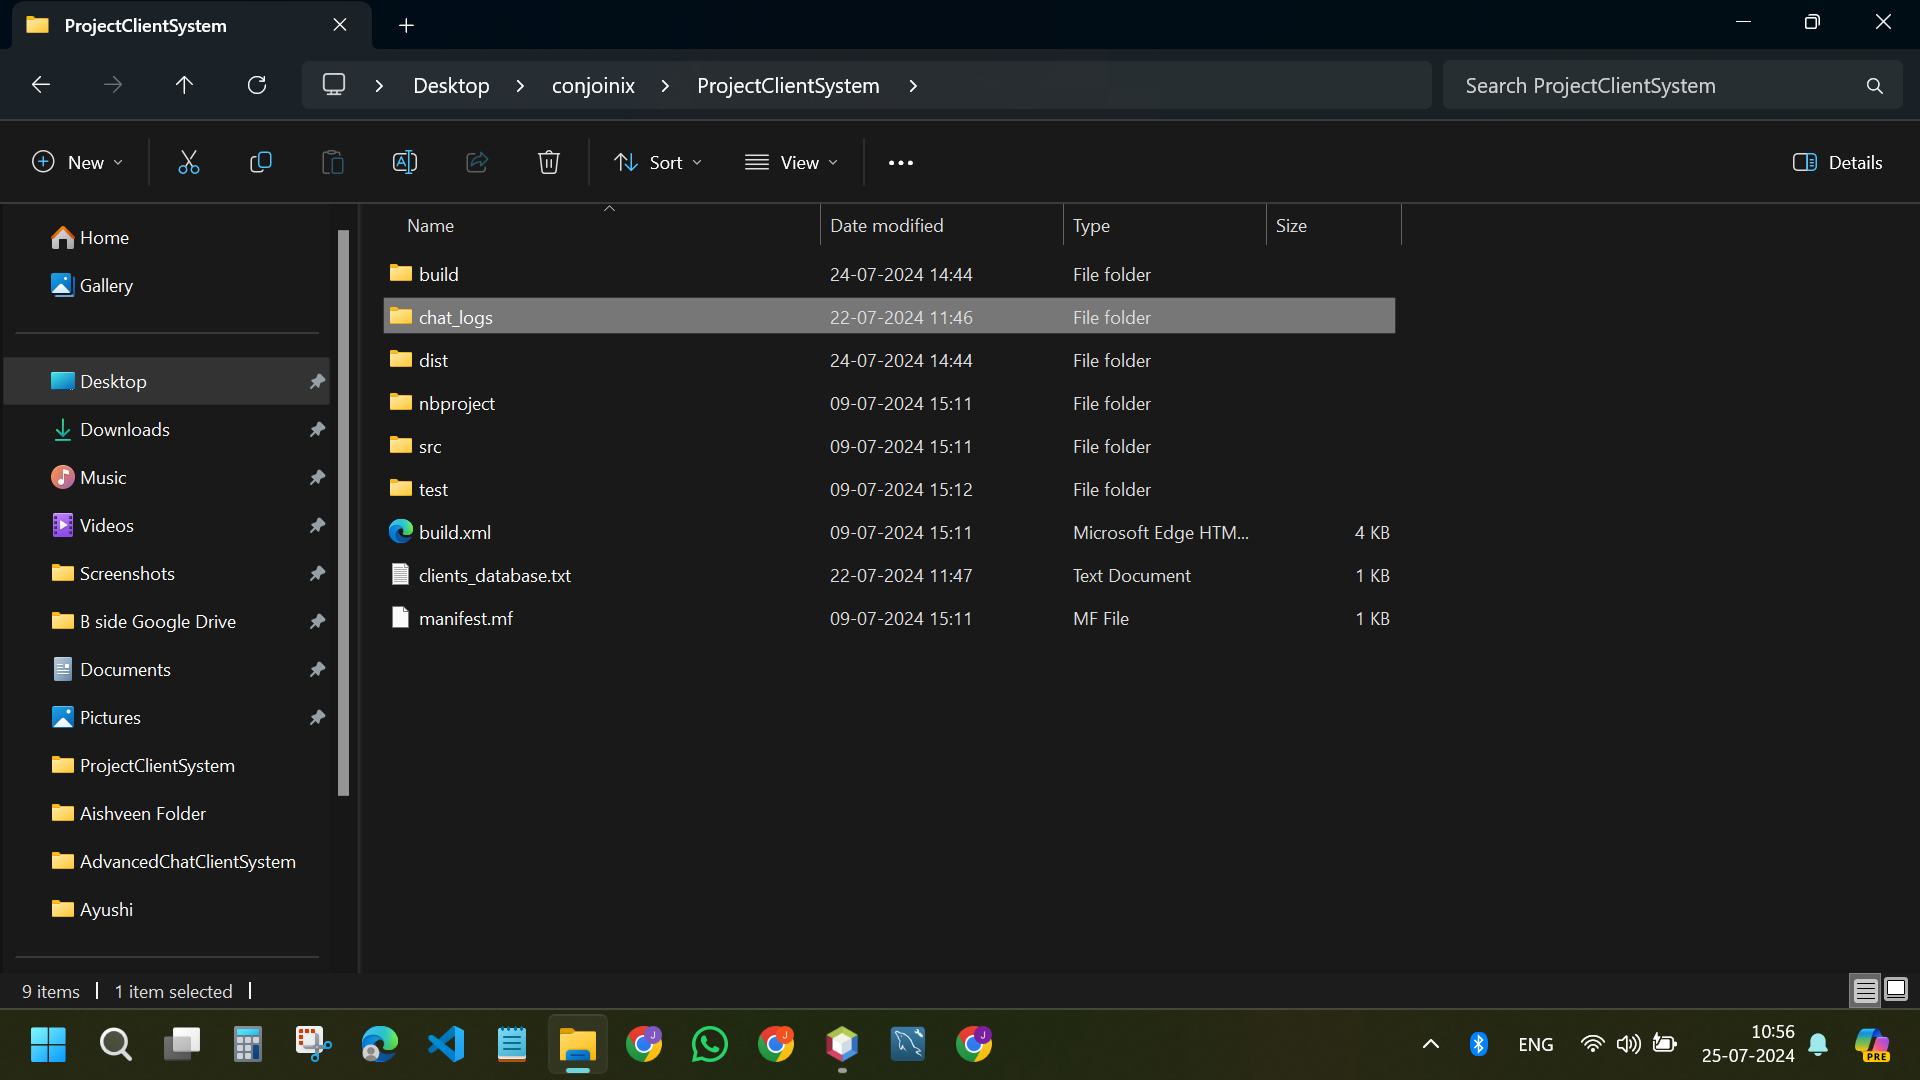 ProjectClientSystem
Desktop
conjoinix
ProjectClientSystem
Search ProjectClientSystem
New
Sort
View
Details
Home
Gallery
Desktop
Downloads
Music
Videos
Screenshots
B side Google Drive
Documents
Pictures
ProjectClientSystem
Aishveen Folder
AdvancedChatClientSystem
Ayushi
Name Date modified Type Size
build 24-07-2024 14:44 File folder
chat_logs 22-07-2024 11:46 File folder
dist 24-07-2024 14:44 File folder
nbproject 09-07-2024 15:11 File folder
src 09-07-2024 15:11 File folder
test 09-07-2024 15:12 File folder
build.xml 09-07-2024 15:11 Microsoft Edge HTM... 4 KB
clients_database.txt 22-07-2024 11:47 Text Document 1 KB
manifest.mf 09-07-2024 15:11 MF File 1 KB
9 items 1 item selected
J
J
J
ENG
10:56
25-07-2024
PRE